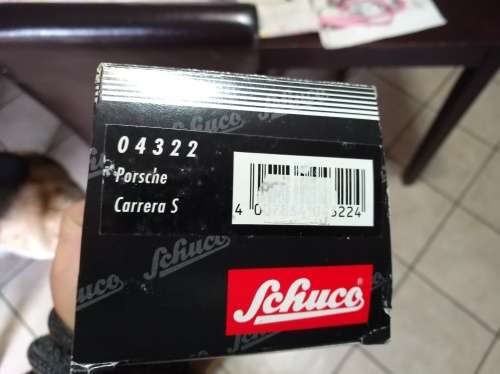 04322
Porsche
Carrera S
Schuco